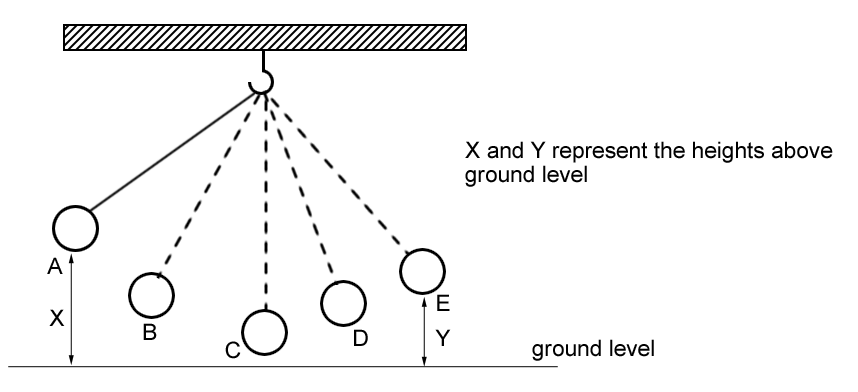 X and Y represent the heights above
ground level
A
E
X
B
D
Y
C
ground level